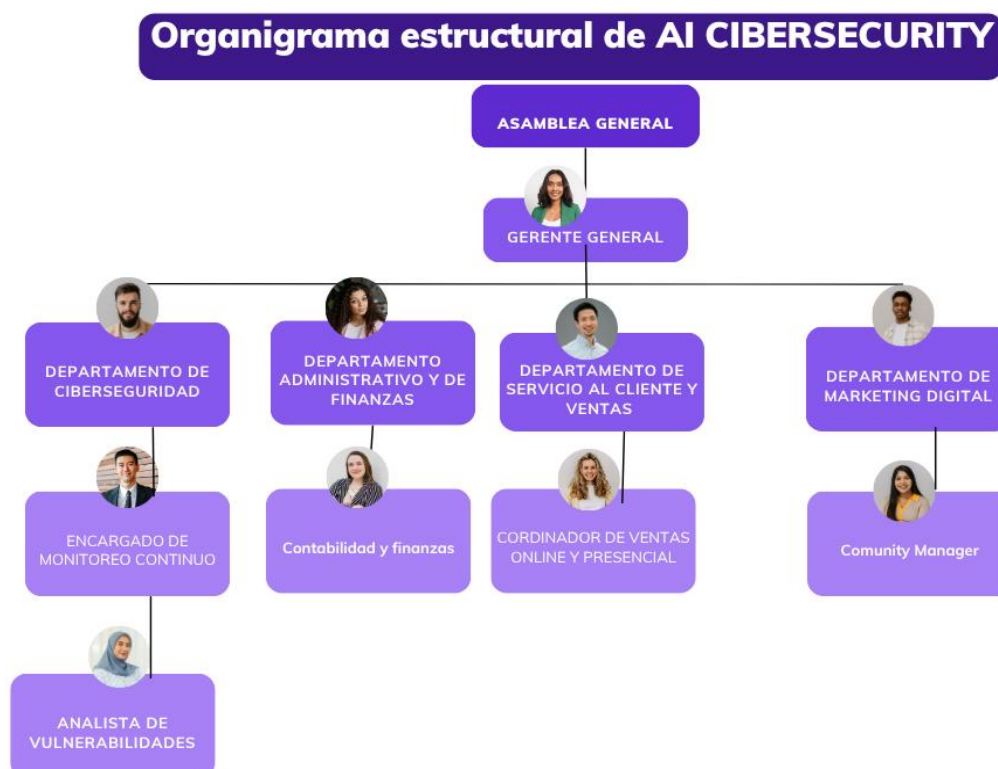 Organigrama estructural de AI CIBERSECURITY
ASAMBLEA GENERAL
GERENTE GENERAL
DEPARTAMENTO DE
CIBERSEGURIDAD
DEPARTAMENTO
ADMINISTRATIVO Y DE
FINANZAS
DEPARTAMENTO DE
SERVICIO AL CLIENTE Y
VENTAS
DEPARTAMENTO DE
MARKETING DIGITAL
ENCARGADO DE
MONITOREO CONTINUO
Contabilidad y finanzas
CORDINADOR DE VENTAS
ONLINE Y PRESENCIAL
Comunity Manager
ANALISTA DE
VULNERABILIDADES